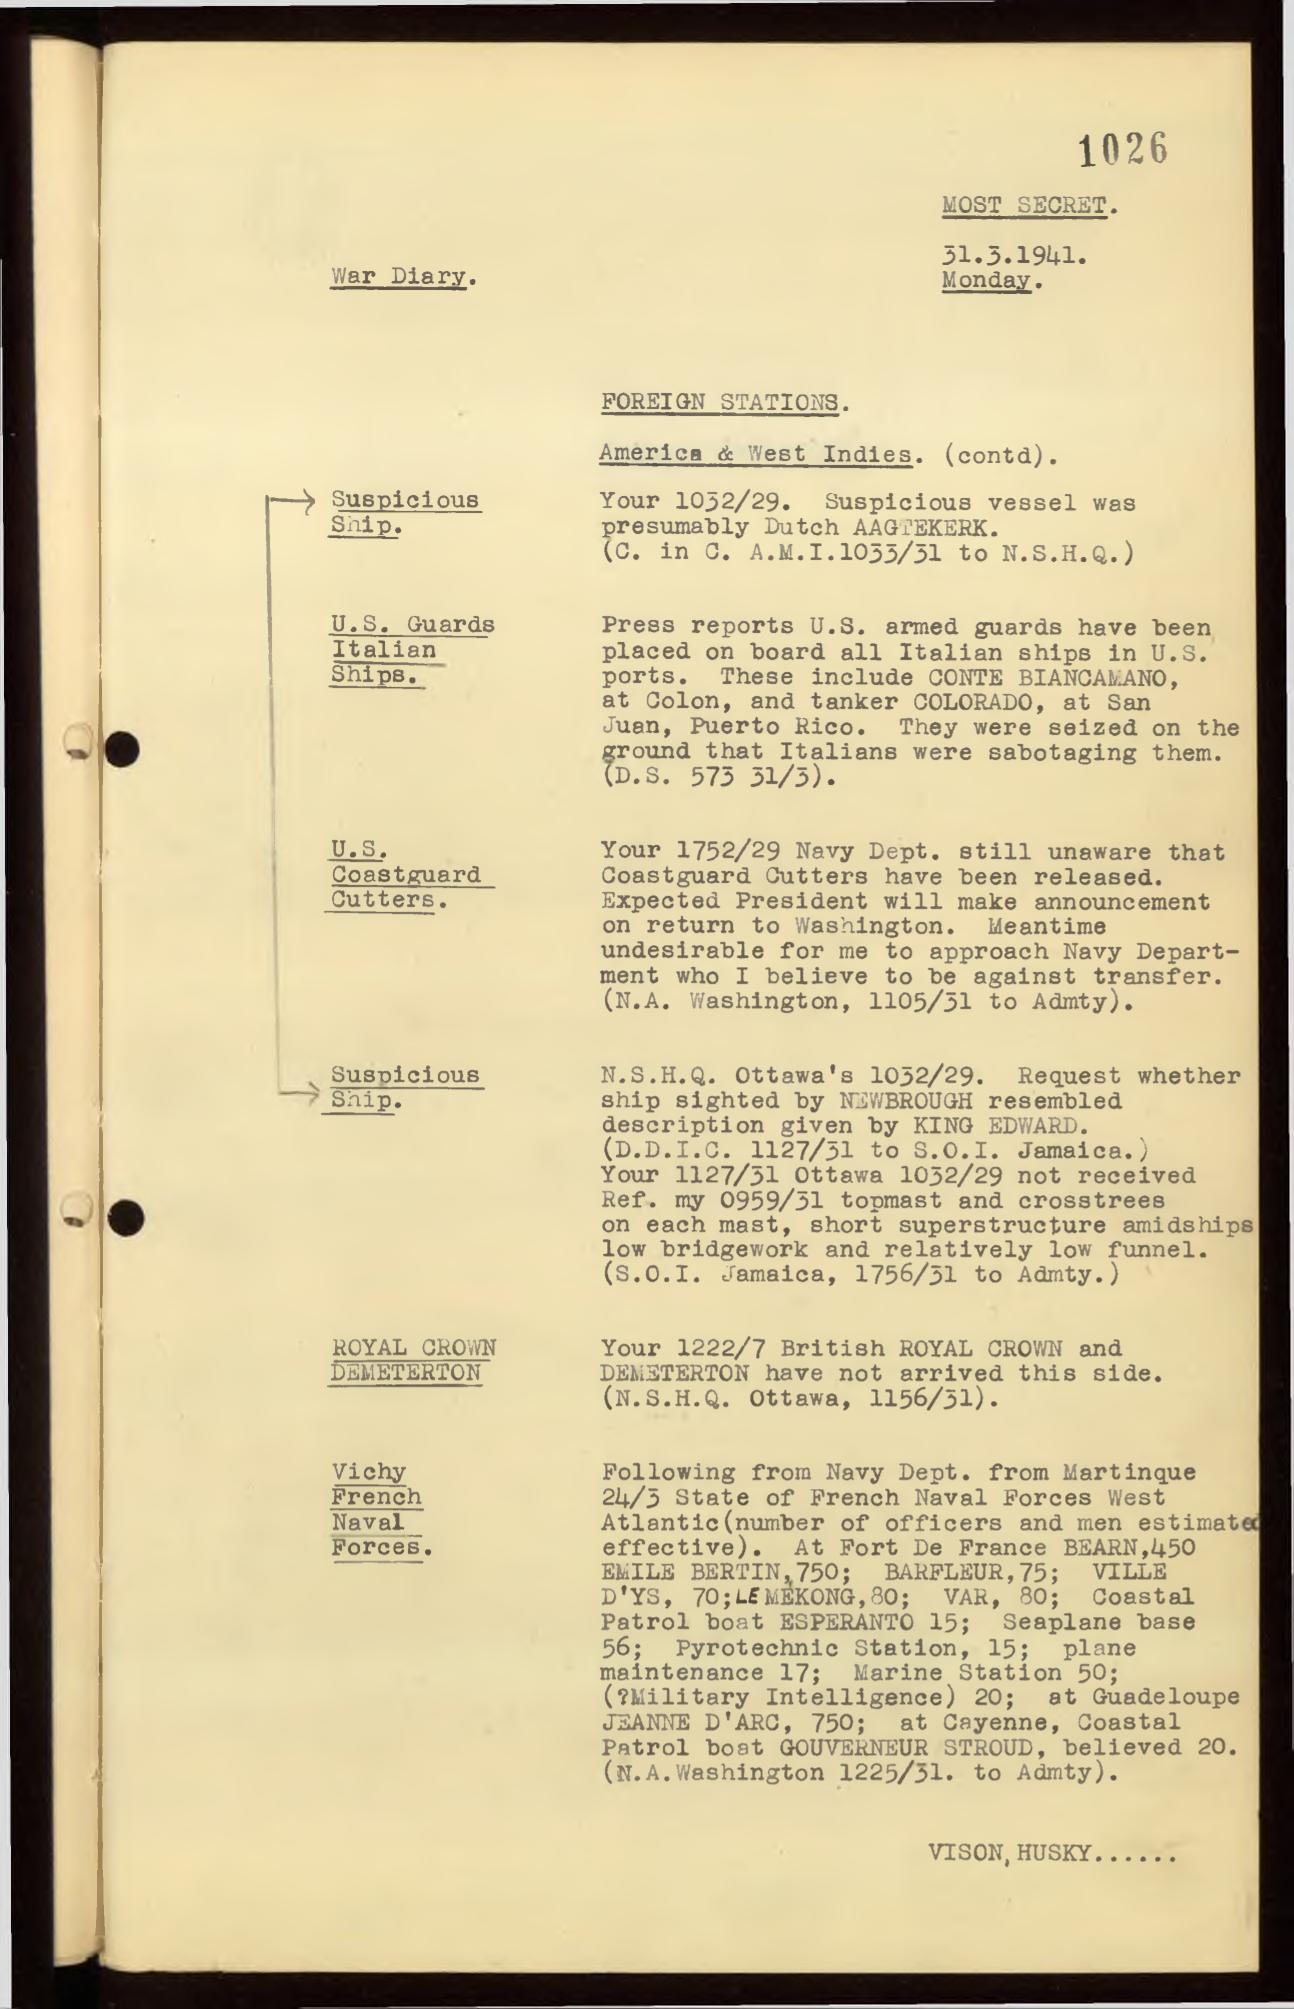 1026
MOST SECRET.
31.3.1941.
War Diary.
Monday.
FOREIGN STATIONS.
America & West Indies. (contd).
Suspicious
Ship.
Your 1032/29. Suspicious vessel was
presumably Dutch AAGTEKERK.
(C. in C. A.M.I.1033/31 to N.S.H.Q.)
U.S. Guards
Italian
Ships.
Press reports U.S. armed guards have been
placed on board all Italian ships in U.S.
ports. These include CONTE BIANCAMANO,
at Colon, and tanker COLORADO, at San
Juan, Puerto Rico. They were seized on the
ground that Italians were sabotaging them.
(D.S. 573 31/3).
U.S.
Coastguard
Cutters.
Your 1752/29 Navy Dept. still unaware that
Coastguard Cutters have been released.
Expected President will make announcement
on return to Washington. Meantime
undesirable for me to approach Navy Depart-
ment who I believe to be against transfer.
(N.A. Washington, 1105/31 to Admty).
Suspicious
Ship.
N.S.H.Q. Ottawa's 1032/29. Request whether
ship sighted by NEWBROUGH resembled
description given by KING EDWARD.
(D.D.I.C. 1127/31 to S.O.I. Jamaica.)
Your 1127/31 Ottawa 1032/29 not received
Ref. my 0959/31 topmast and crosstrees
on each mast, short superstructure amidships
low bridgework and relatively low funnel.
(S.O.I. Jamaica, 1756/31 to Admty.)
ROYAL CROWN
DEMETERTON
Your 1222/7 British ROYAL CROWN and
DEMETERTON have not arrived this side.
(N.S.H.Q. Ottawa, 1156/31).
Vichy
French
Naval
Forces.
Following from Navy Dept. from Martinque
24/3 State of French Naval Forces West
Atlantic(number of officers and men estimated
effective). At Fort De France BEARN,450
EMILE BERTIN,750; BARFLEUR,75; VILLE
D'YS, 70;LE MEKONG,80; VAR, 80; Coastal
Patrol boat ESPERANTO 15; Seaplane base
56; Pyrotechnic Station, 15; plane
maintenance 17; Marine Station 50;
(?Military Intelligence) 20; at Guadeloupe
JEANNE D'ARC, 750; at Cayenne, Coastal
Patrol boat GOUVERNEUR STROUD, believed 20.
(N.A.Washington 1225/31. to Admty).
VISON,HUSKY......